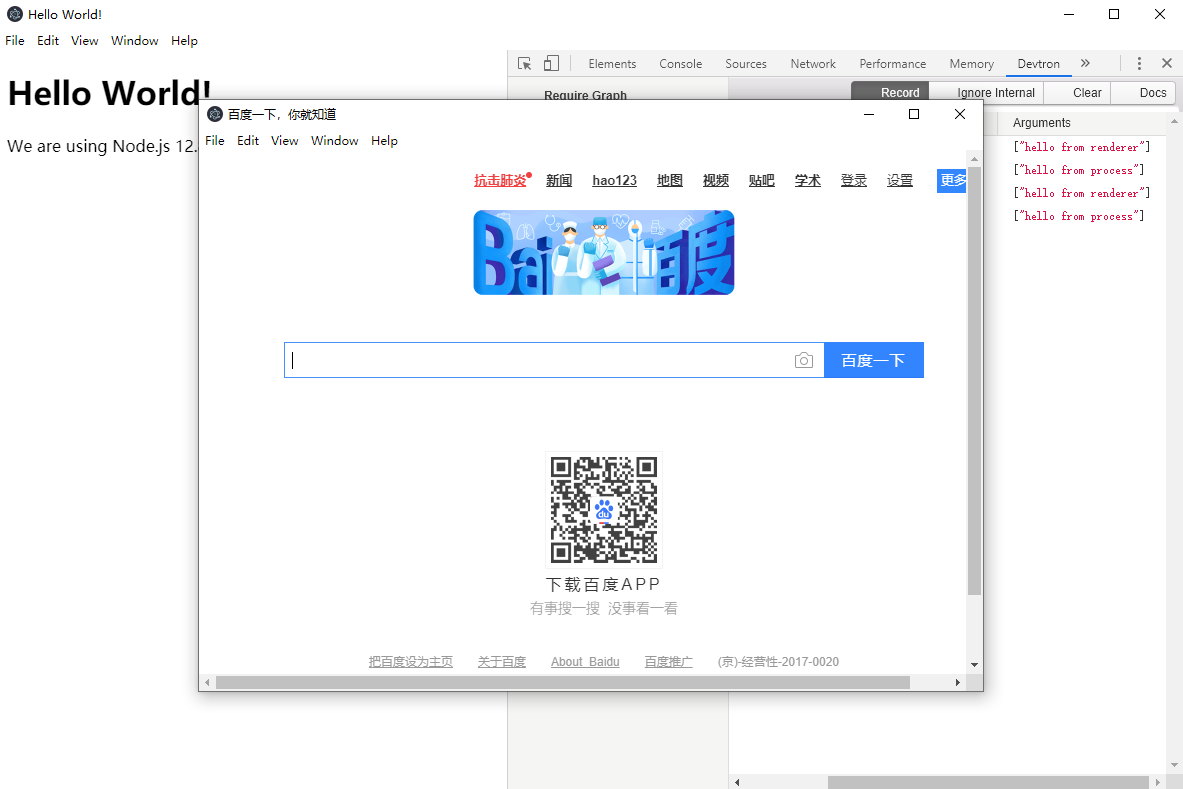 Hello World!
File Edit View Window Help
Elements Console Sources Network Performance Memory Devtron
Hello World!
Require Graph
Record Ignore Internal Clear Docs
Arguments
We are using Node.js 12.
["hello from renderer"]
["hello from process"]
["hello from renderer"]
["hello from process"]
百度一下，你就知道
File Edit View Window Help
抗击肺炎 新闻 hao123 地图 视频 贴吧 学术 登录 设置 更多
Bai 百度
百度一下
du
下载百度APP
有事搜一搜 没事看一看
把百度设为主页 关于百度 About Baidu 百度推广 (京)-经营性-2017-0020